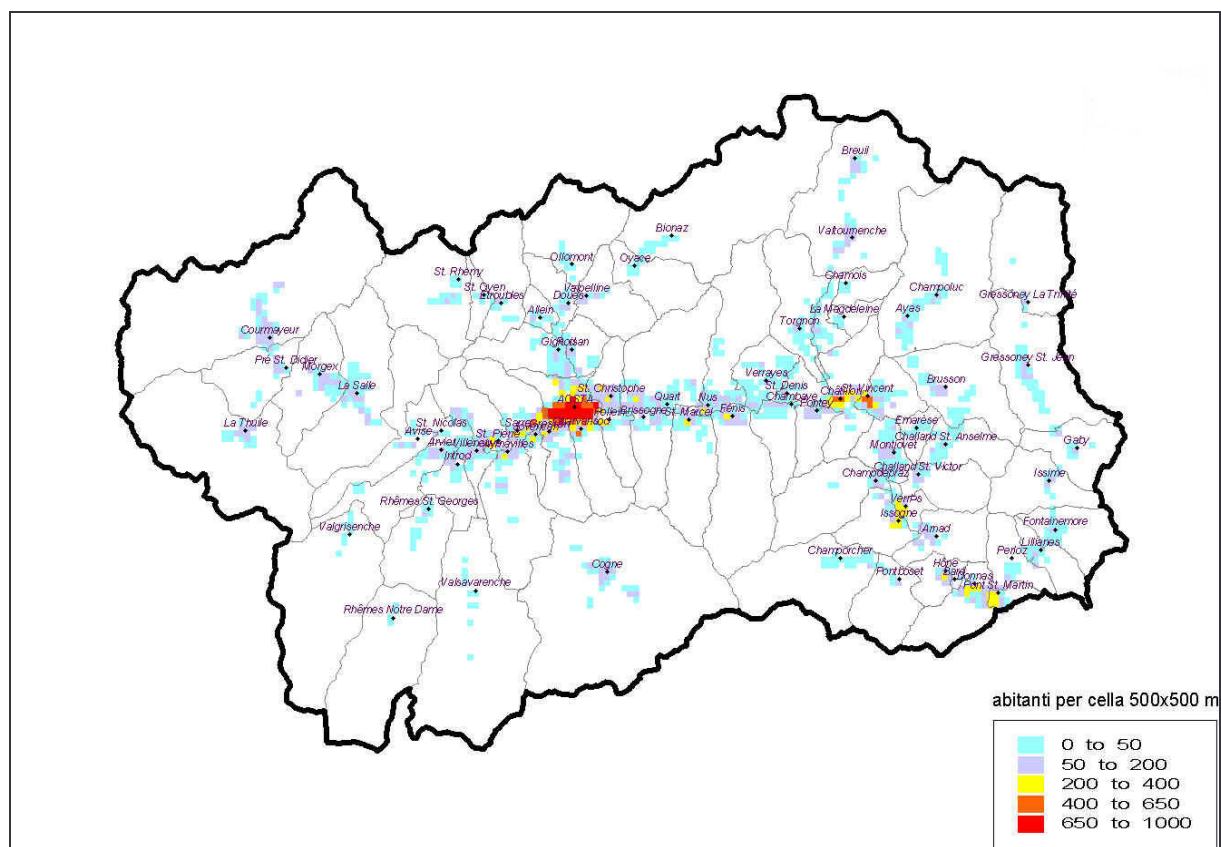 Breuil
Bionaz
Valtournenche
Ollomont
Oyace
St. Rhémy
Chamois
St. Oyen
Valpelline
Champoluc
Gressoney La Trinité
Etroubles
Doues
Allein
La Magdeleine
Ayas
Torgnon
Courmayeur
Gignod
Roisan
Pré St. Didier
Gressoney St. Jean
Morgex
La Salle
Verrayes
Brusson
St. Christophe
St. Denis
St. Vincent
AOSTA
Quart
Nus
Chambave
Chatillon
Pontey
Brissogne
St. Marcel
Fénis
La Thuile
St. Nicolas
Sarre
Emarèse
Avise
St. Pierre
Arvier
Villeneuve
Aymavilles
Introd
Montjovet
Challand St. Anselme
Gaby
Challand St. Victor
Champdepraz
Issime
Rhêmes St. Georges
Verrès
Issogne
Valgrisenche
Arnad
Fontainemore
Lillianes
Champorcher
Perloz
Cogne
Hône
Bard
Pontboset
Donnas
Valsavarenche
Pont St. Martin
Rhêmes Notre Dame
abitanti per cella 500x500 m
0 to 50
50 to 200
200 to 400
400 to 650
650 to 1000